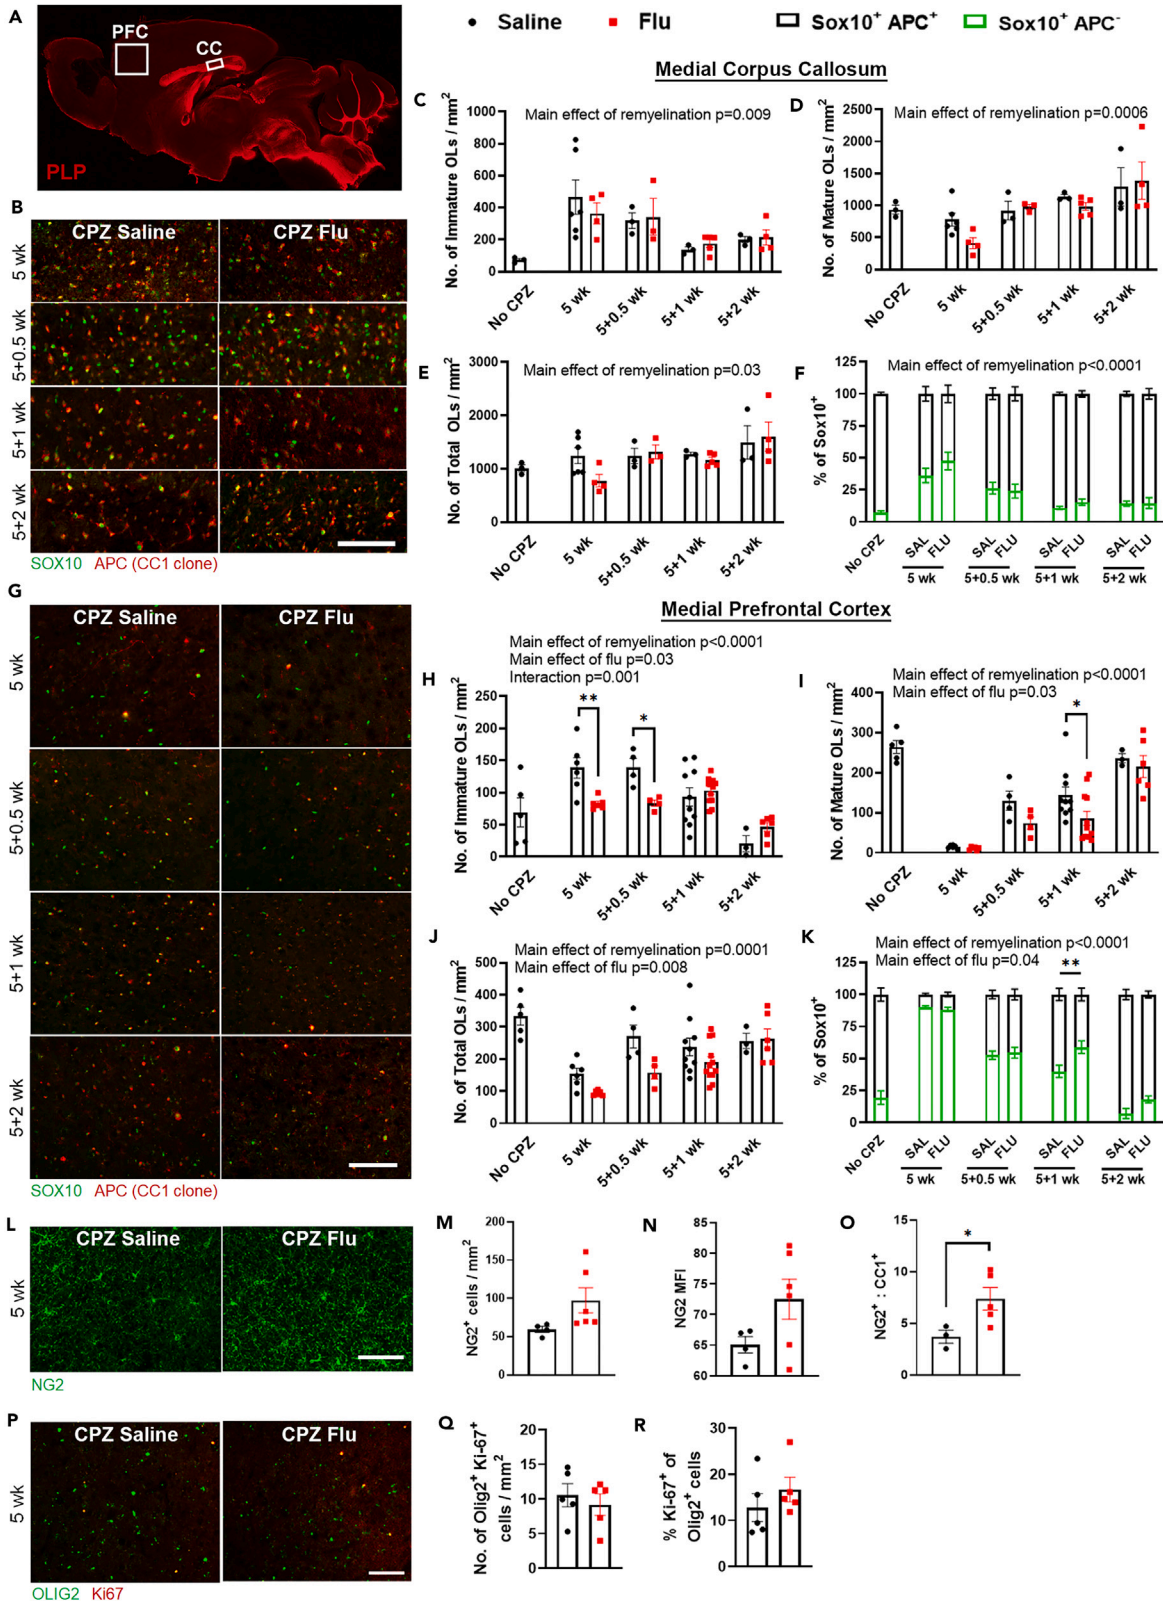 A
PFC
CC
PLP
Saline
Flu
Sox10⁺ APC⁺
Sox10⁺ APC⁻
Medial Corpus Callosum
B
CPZ Saline
CPZ Flu
5 wk
5+0.5 wk
5+1 wk
5+2 wk
SOX10 APC (CC1 clone)
C
Main effect of remyelination p=0.009
No. of Immature OLs / mm²
1000
800
600
400
200
0
No CPZ
5 wk
5+0.5 wk
5+1 wk
5+2 wk
D
Main effect of remyelination p=0.0006
No. of Mature OLs / mm²
2500
2000
1500
1000
500
0
No CPZ
5 wk
5+0.5 wk
5+1 wk
5+2 wk
E
Main effect of remyelination p=0.03
No. of Total OLs / mm²
3000
2000
1000
0
No CPZ
5 wk
5+0.5 wk
5+1 wk
5+2 wk
F
Main effect of remyelination p<0.0001
% of Sox10⁺
125
100
75
50
25
0
No CPZ
SAL
FLU
SAL
FLU
SAL
FLU
SAL
FLU
5 wk
5+0.5 wk
5+1 wk
5+2 wk
G
CPZ Saline
CPZ Flu
5 wk
5+0.5 wk
5+1 wk
5+2 wk
SOX10 APC (CC1 clone)
Medial Prefrontal Cortex
H
Main effect of remyelination p<0.0001
Main effect of flu p=0.03
Interaction p=0.001
No. of Immature OLs / mm²
250
200
150
100
50
0
**
*
No CPZ
5 wk
5+0.5 wk
5+1 wk
5+2 wk
I
Main effect of remyelination p<0.0001
Main effect of flu p=0.03
No. of Mature OLs / mm²
400
300
200
100
0
*
No CPZ
5 wk
5+0.5 wk
5+1 wk
5+2 wk
J
Main effect of remyelination p=0.0001
Main effect of flu p=0.008
No. of Total OLs / mm²
500
400
300
200
100
0
No CPZ
5 wk
5+0.5 wk
5+1 wk
5+2 wk
K
Main effect of remyelination p<0.0001
Main effect of flu p=0.04
**
% of Sox10⁺
125
100
75
50
25
0
No CPZ
SAL
FLU
SAL
FLU
SAL
FLU
SAL
FLU
5 wk
5+0.5 wk
5+1 wk
5+2 wk
L
CPZ Saline
CPZ Flu
5 wk
NG2
M
NG2⁺ cells / mm²
200
150
100
50
0
N
NG2 MFI
85
80
75
70
65
60
O
NG2⁺ : CC1⁺
15
10
5
0
*
P
CPZ Saline
CPZ Flu
5 wk
OLIG2 Ki67
Q
No. of Olig2⁺ Ki-67⁺
cells / mm²
20
15
10
5
0
R
% Ki-67⁺ of
Olig2⁺ cells
30
20
10
0